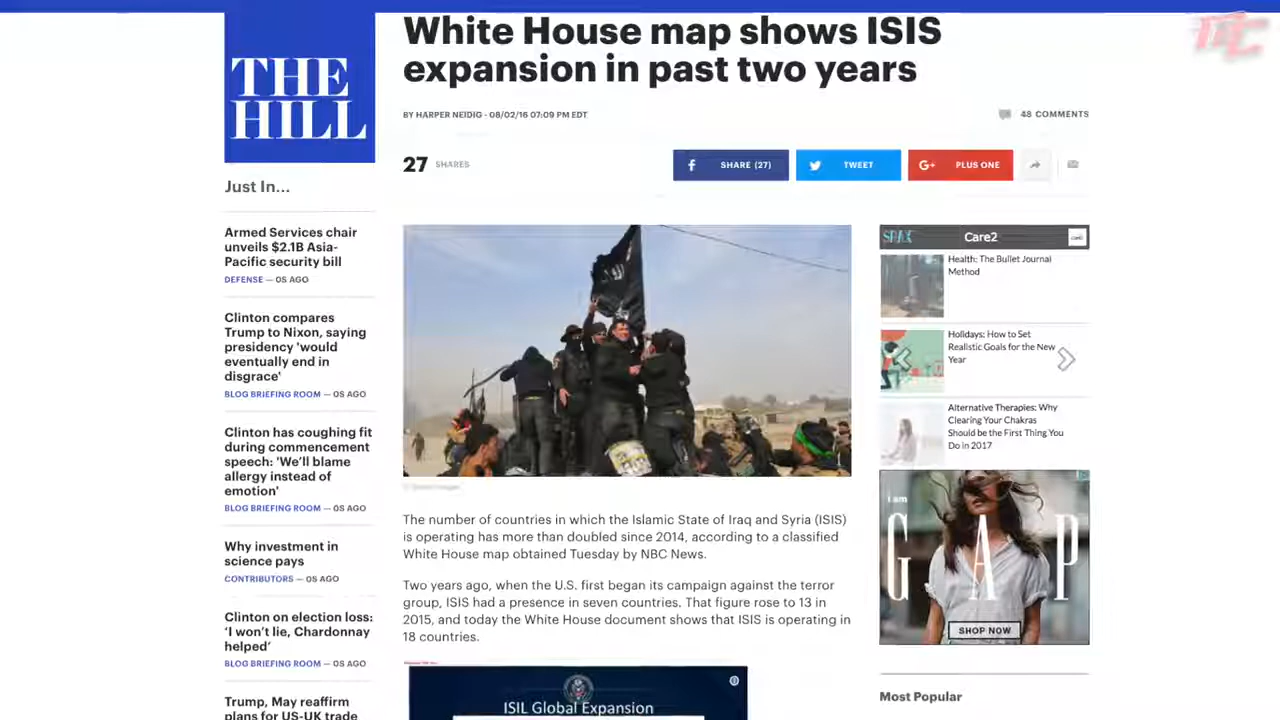 White House map shows ISIS
expansion in past two years
THE
HILL
BY HARPER NEIDIG - 08/02/16 07:09 PM EDT
48 COMMENTS
27 SHARES
SHARE (27)
TWEET
G+ PLUS ONE
Just In...
Armed Services chair
unveils $2.1B Asia-
Pacific security bill
DEFENSE — 0S AGO
Clinton compares
Trump to Nixon, saying
presidency 'would
eventually end in
disgrace'
BLOG BRIEFING ROOM — 0S AGO
Clinton has coughing fit
during commencement
speech: 'We'll blame
allergy instead of
emotion'
BLOG BRIEFING ROOM — 0S AGO
Why investment in
science pays
CONTRIBUTORS — 0S AGO
Clinton on election loss:
'I won't lie, Chardonnay
helped'
BLOG BRIEFING ROOM — 0S AGO
Trump, May reaffirm
plans for US-UK trade
The number of countries in which the Islamic State of Iraq and Syria (ISIS)
is operating has more than doubled since 2014, according to a classified
White House map obtained Tuesday by NBC News.
Two years ago, when the U.S. first began its campaign against the terror
group, ISIS had a presence in seven countries. That figure rose to 13 in
2015, and today the White House document shows that ISIS is operating in
18 countries.
ISIL Global Expansion
Care2
Health: The Bullet Journal
Method
Holidays: How to Set
Realistic Goals for the New
Year
Alternative Therapies: Why
Clearing Your Chakras
Should be the First Thing You
Do in 2017
I am
GAP
SHOP NOW
Most Popular